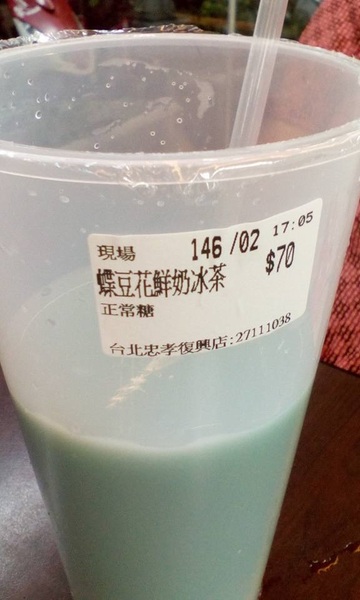 現場 146/02 17:05
蝶豆花鮮奶冰茶 $70
正常糖
台北忠孝復興店:27111038